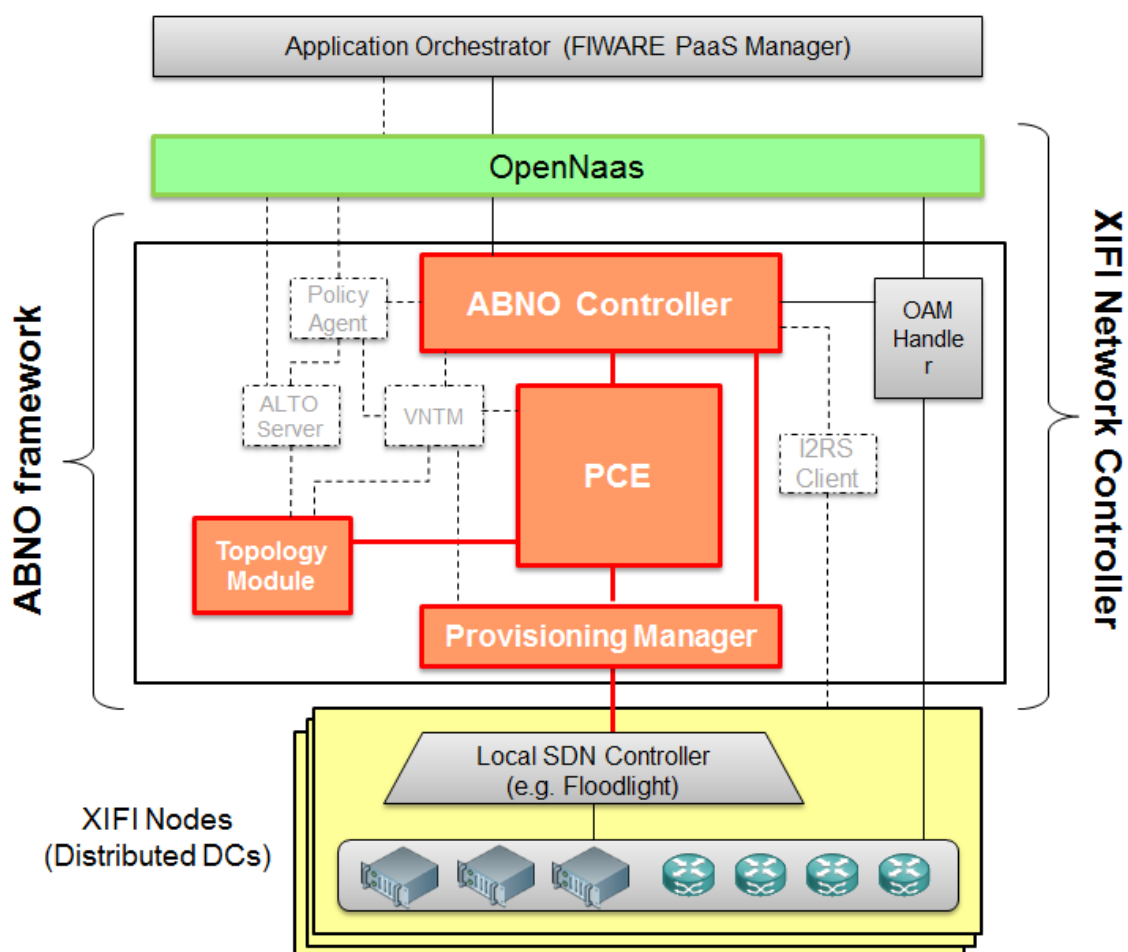 Application Orchestrator (FIWARE PaaS Manager)
OpenNaas
ABNO framework
XIFI Network Controller
Policy
Agent
ABNO Controller
OAM
Handle
r
ALTO
Server
VNTM
PCE
I2RS
Client
Topology
Module
Provisioning Manager
Local SDN Controller
(e.g. Floodlight)
XIFI Nodes
(Distributed DCs)